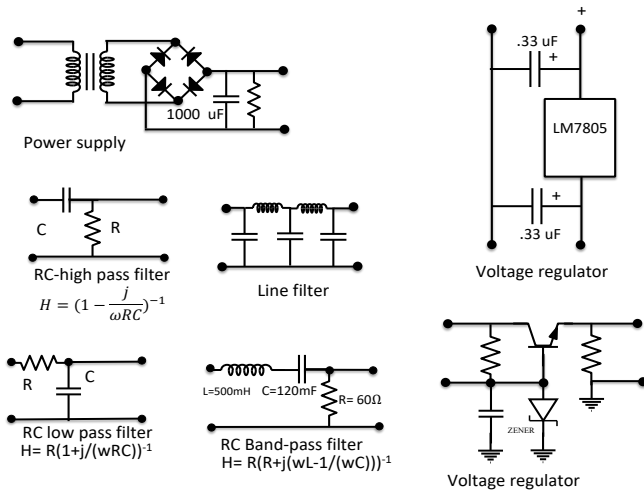 1000 uF
Power supply
+
.33 uF
+
LM7805
+
.33 uF
Voltage regulator
C
R
RC-high pass filter
H = (1 − j/ωRC)⁻¹
Line filter
R
C
RC low pass filter
H= R(1+j/(wRC))⁻¹
L=500mH
C=120mF
R= 60Ω
RC Band-pass filter
H= R(R+j(wL-1/(wC)))⁻¹
ZENER
Voltage regulator